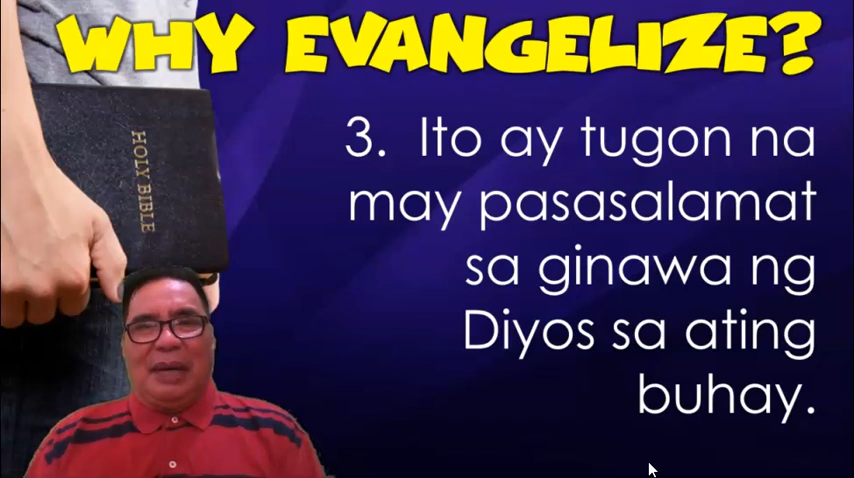 WHY EVANGELIZE?
3. Ito ay tugon na
may pasasalamat
sa ginawa ng
Diyos sa ating
buhay.
HOLY BIBLE